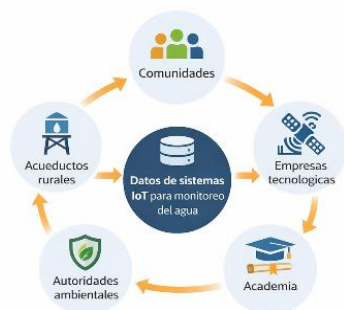 Comunidades
Acueductos
rurales
Datos de sistemas
IoT para monitoreo
del agua
Empresas
tecnologicas
Autoridades
ambientales
Academia